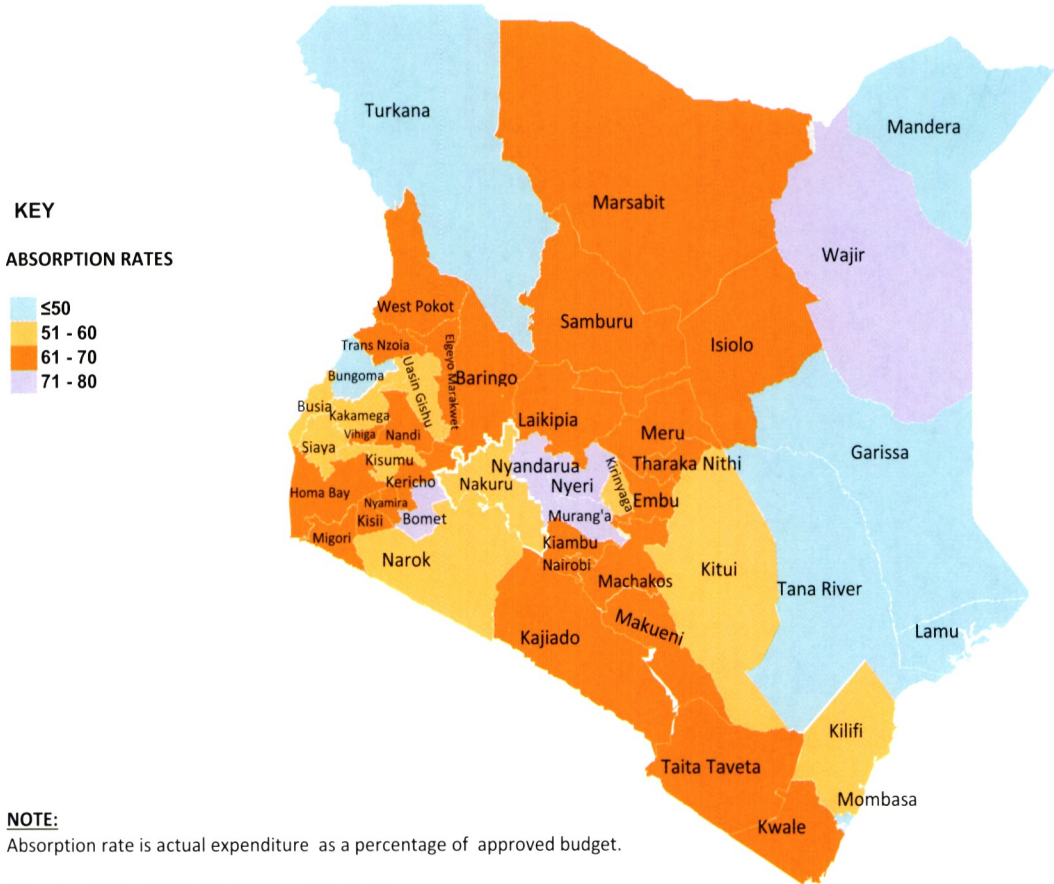 Turkana
Mandera
Marsabit
KEY
Wajir
ABSORPTION RATES
≤50
51 - 60
61 - 70
71 - 80
West Pokot
Samburu
Isiolo
Trans Nzoia
Elgeyo Marakwet
Bungoma
Uasin Gishu
Baringo
Busia
Kakamega
Laikipia
Vihiga
Nandi
Meru
Siaya
Kisumu
Garissa
Nyandarua
Tharaka Nithi
Kericho
Nakuru
Nyeri
Kirinyaga
Homa Bay
Embu
Nyamira
Kisii
Bomet
Murang'a
Migori
Kiambu
Narok
Nairobi
Kitui
Machakos
Tana River
Makueni
Kajiado
Lamu
Kilifi
Taita Taveta
Mombasa
Kwale
NOTE:
Absorption rate is actual expenditure as a percentage of approved budget.